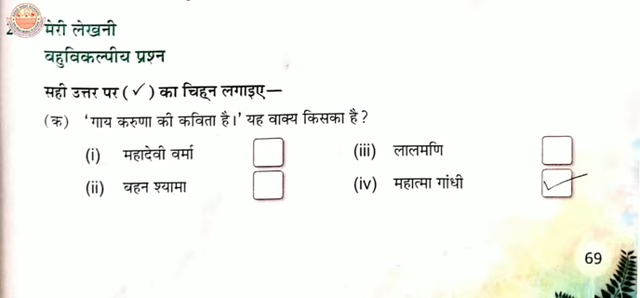 मेरी लेखनी
बहुविकल्पीय प्रश्न
सही उत्तर पर (✓) का चिह्न लगाइए—
(क) ‘गाय करुणा की कविता है।’ यह वाक्य किसका है?
(i) महादेवी वर्मा (iii) लालमणि
(ii) बहन श्यामा (iv) महात्मा गांधी ✓
69